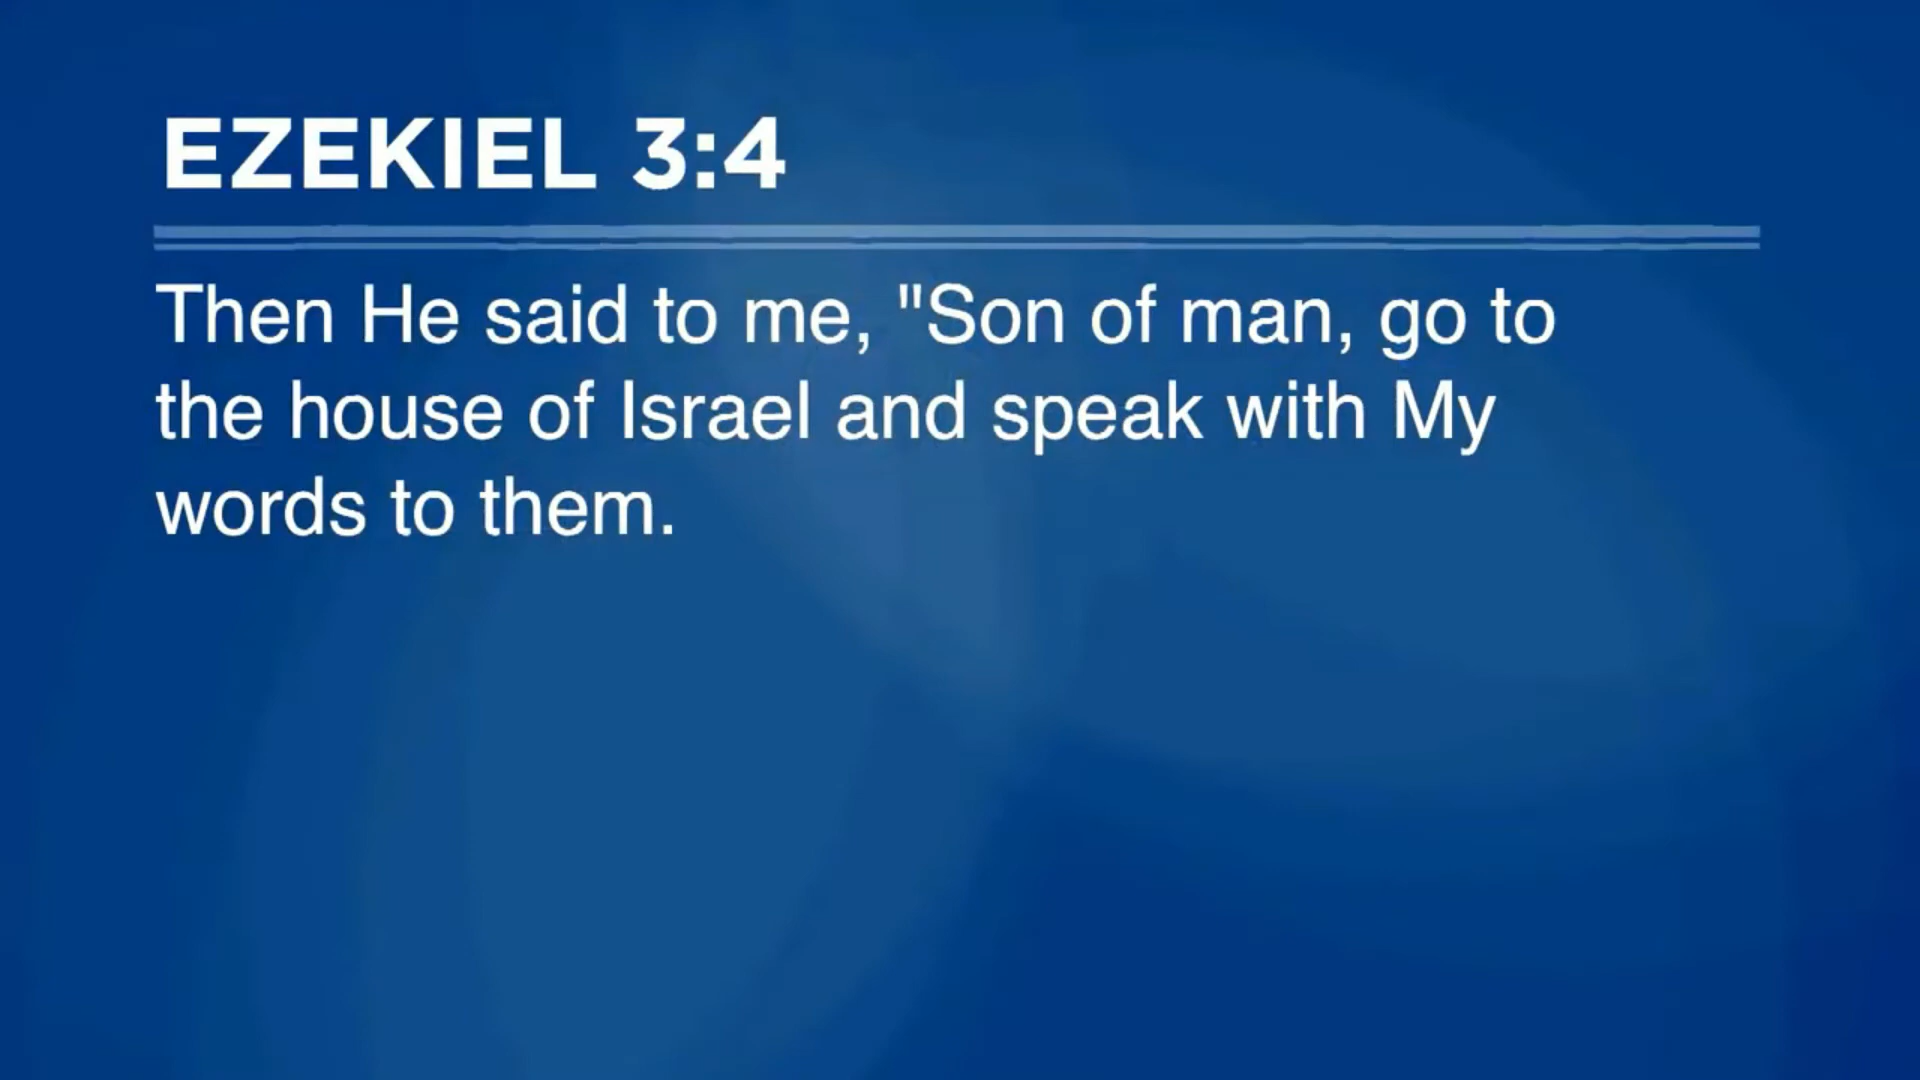 EZEKIEL 3:4
Then He said to me, "Son of man, go to
the house of Israel and speak with My
words to them.